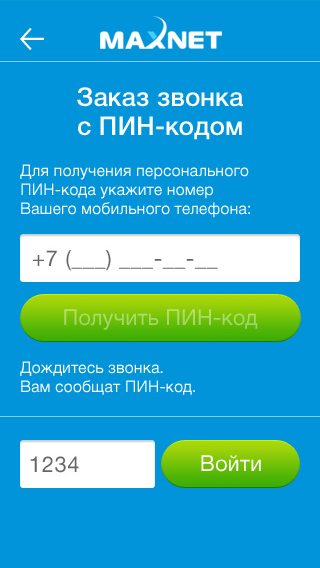 MAXNET
Заказ звонка
с ПИН-кодом
Для получения персонального
ПИН-кода укажите номер
Вашего мобильного телефона:
+7 (___) ___-__-__
Получить ПИН-код
Дождитесь звонка.
Вам сообщат ПИН-код.
1234 Войти